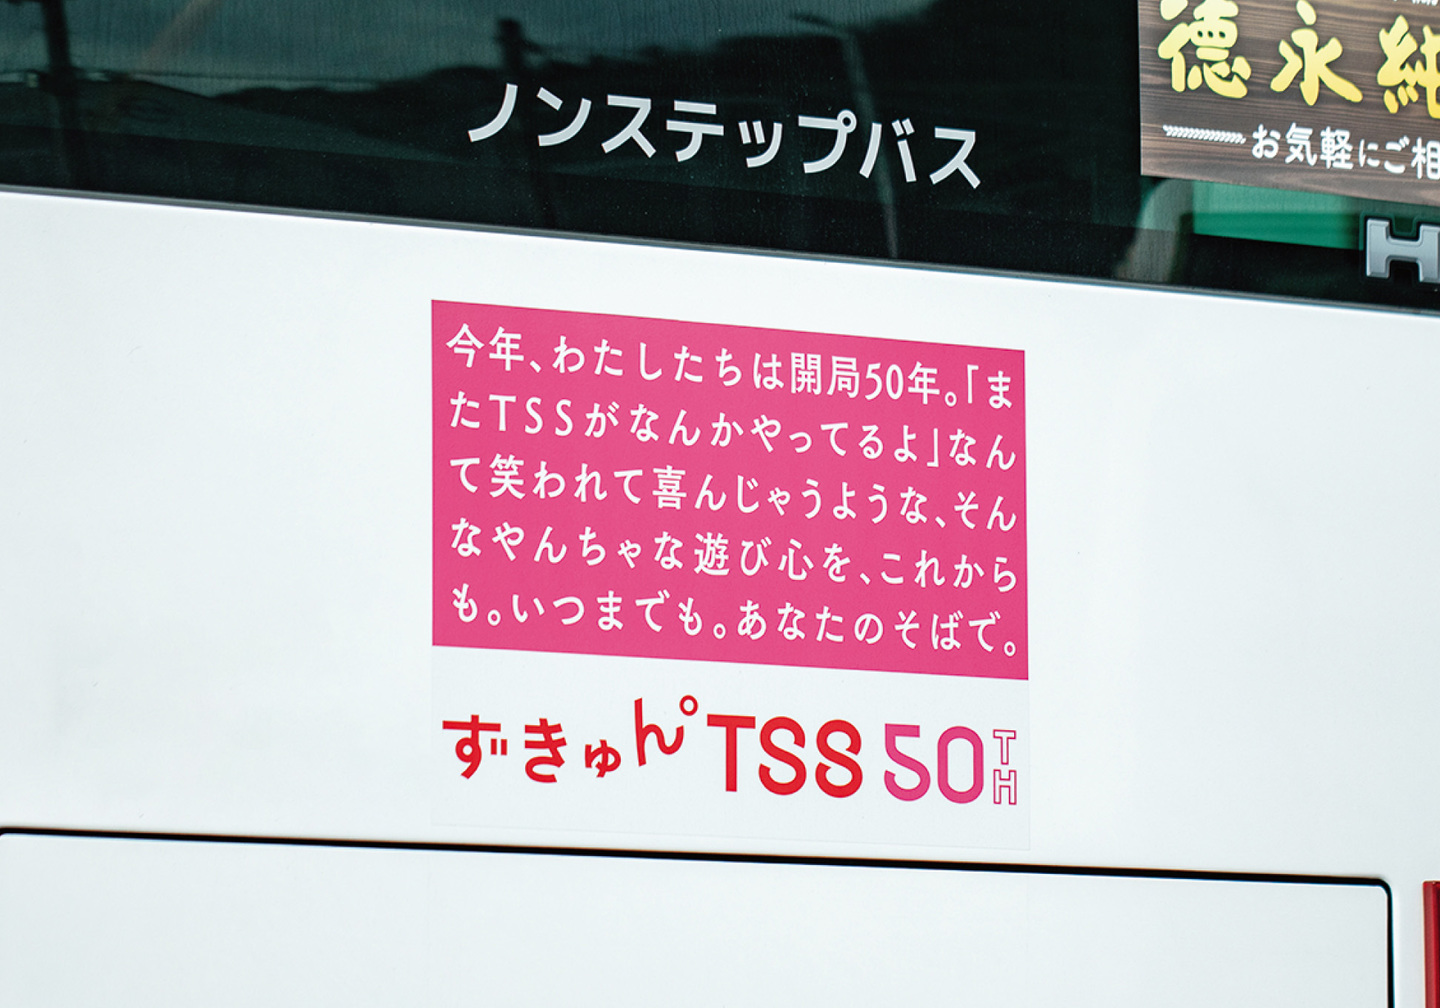 ノンステップバス
徳永純
お気軽にご相
H
今年、わたしたちは開局50年。「ま
たTSSがなんかやってるよ」なん
て笑われて喜んじゃうような、そん
なやんちゃな遊び心を、これから
も。いつまでも。あなたのそばで。
ずきゅん°TSS 50TH